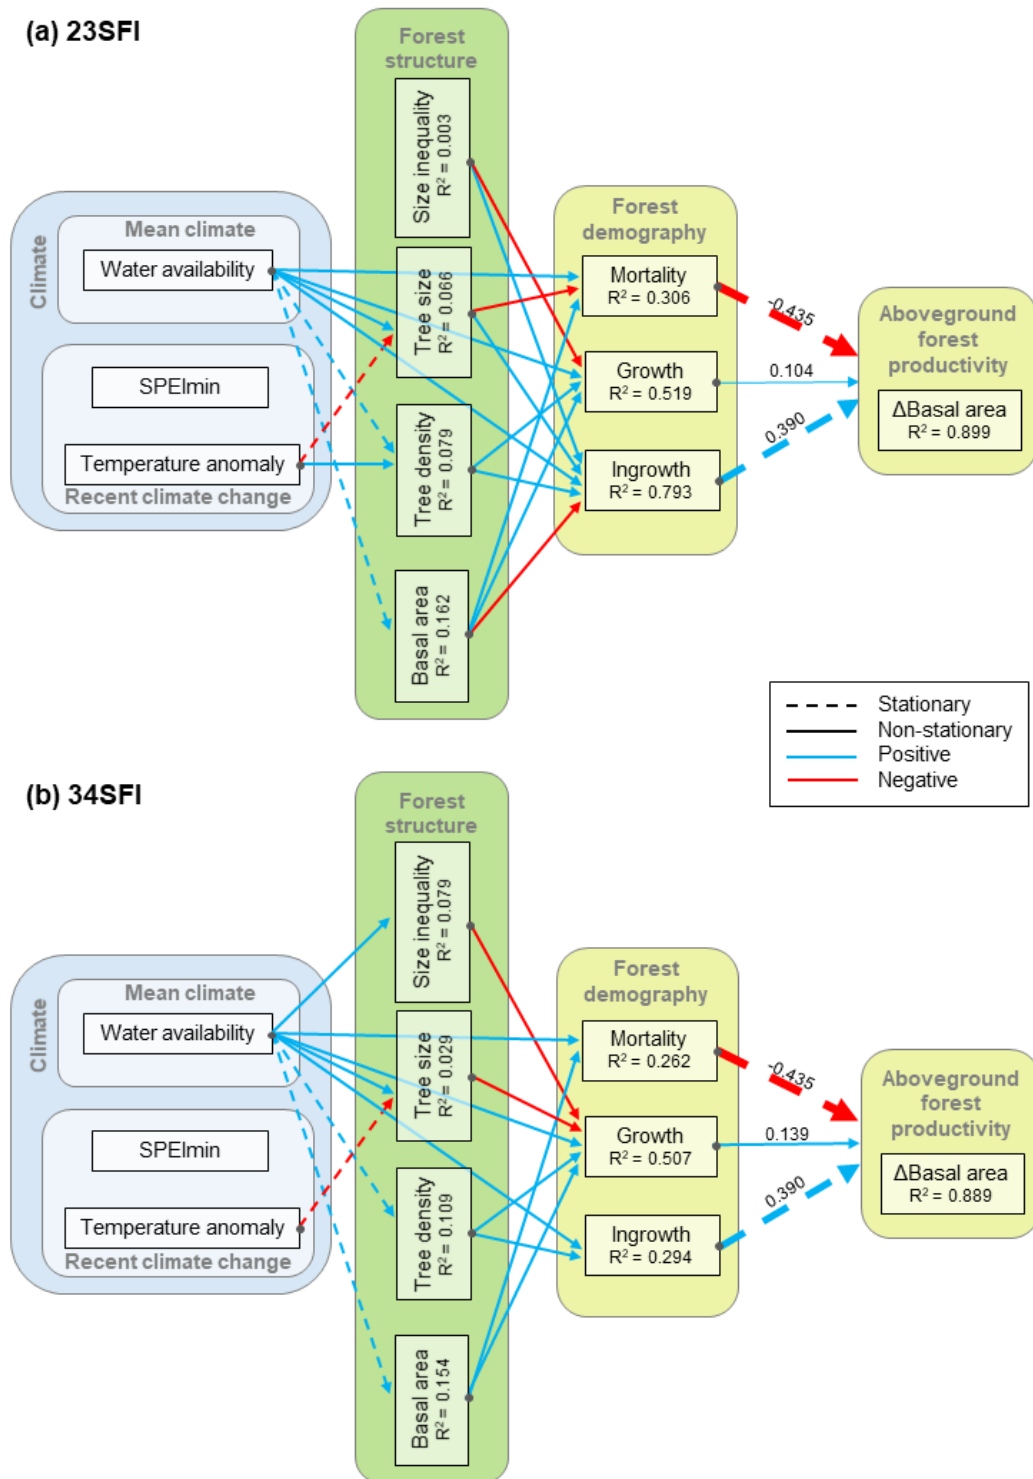 (a) 23SFI
Forest
structure
Size inequality
R² = 0.003
Climate
Mean climate
Water availability
Tree size
R² = 0.066
Forest
demography
Mortality
R² = 0.306
-0.435
Aboveground
forest
productivity
SPEImin
Growth
R² = 0.519
0.104
ΔBasal area
R² = 0.899
Temperature anomaly
Recent climate change
Tree density
R² = 0.079
Ingrowth
R² = 0.793
0.390
Basal area
R² = 0.162
Stationary
Non-stationary
Positive
Negative
(b) 34SFI
Forest
structure
Size inequality
R² = 0.079
Climate
Mean climate
Water availability
Tree size
R² = 0.029
Forest
demography
Mortality
R² = 0.262
-0.435
Aboveground
forest
productivity
SPEImin
Growth
R² = 0.507
0.139
ΔBasal area
R² = 0.889
Temperature anomaly
Recent climate change
Tree density
R² = 0.109
Ingrowth
R² = 0.294
0.390
Basal area
R² = 0.154